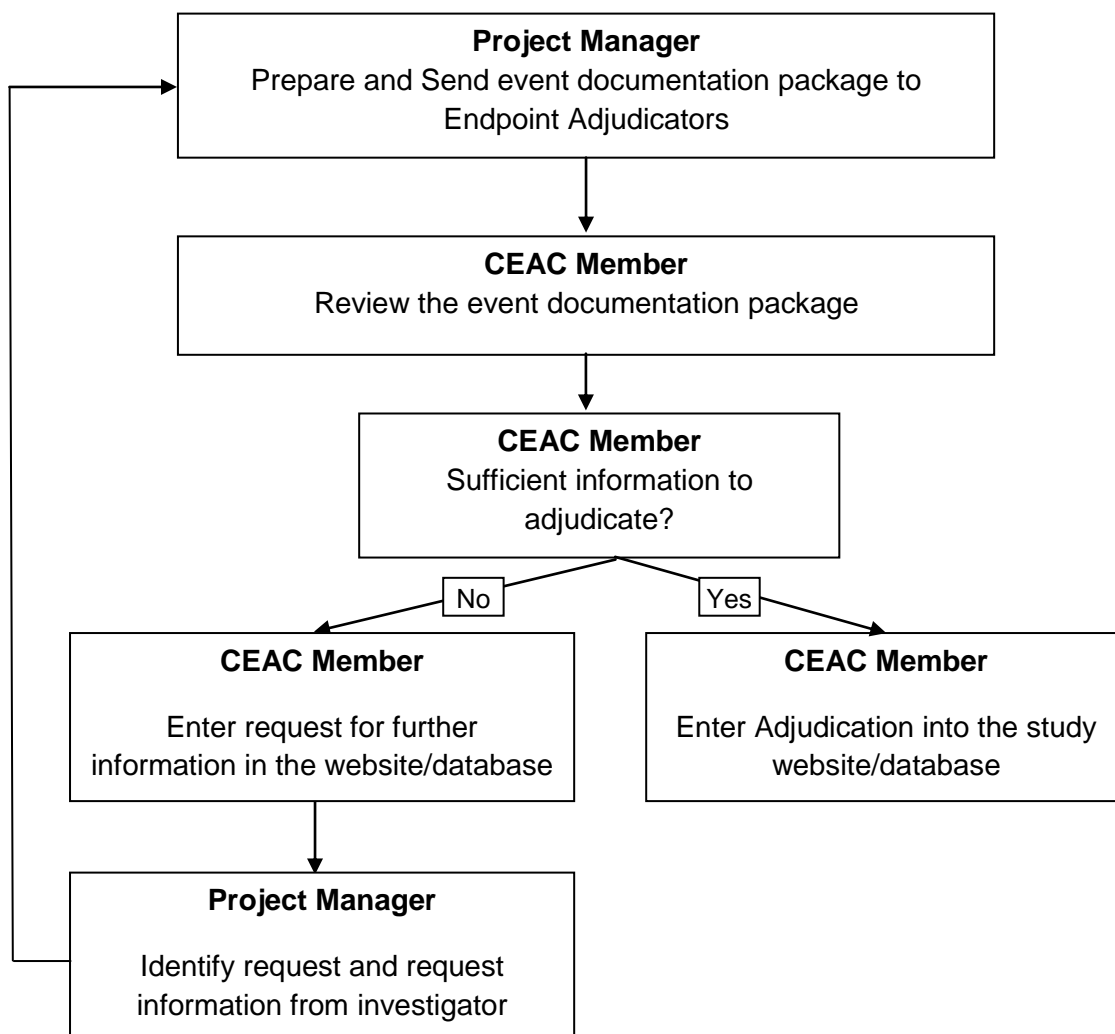 Project Manager
Prepare and Send event documentation package to
Endpoint Adjudicators
CEAC Member
Review the event documentation package
CEAC Member
Sufficient information to
adjudicate?
No
Yes
CEAC Member
Enter request for further
information in the website/database
CEAC Member
Enter Adjudication into the study
website/database
Project Manager
Identify request and request
information from investigator